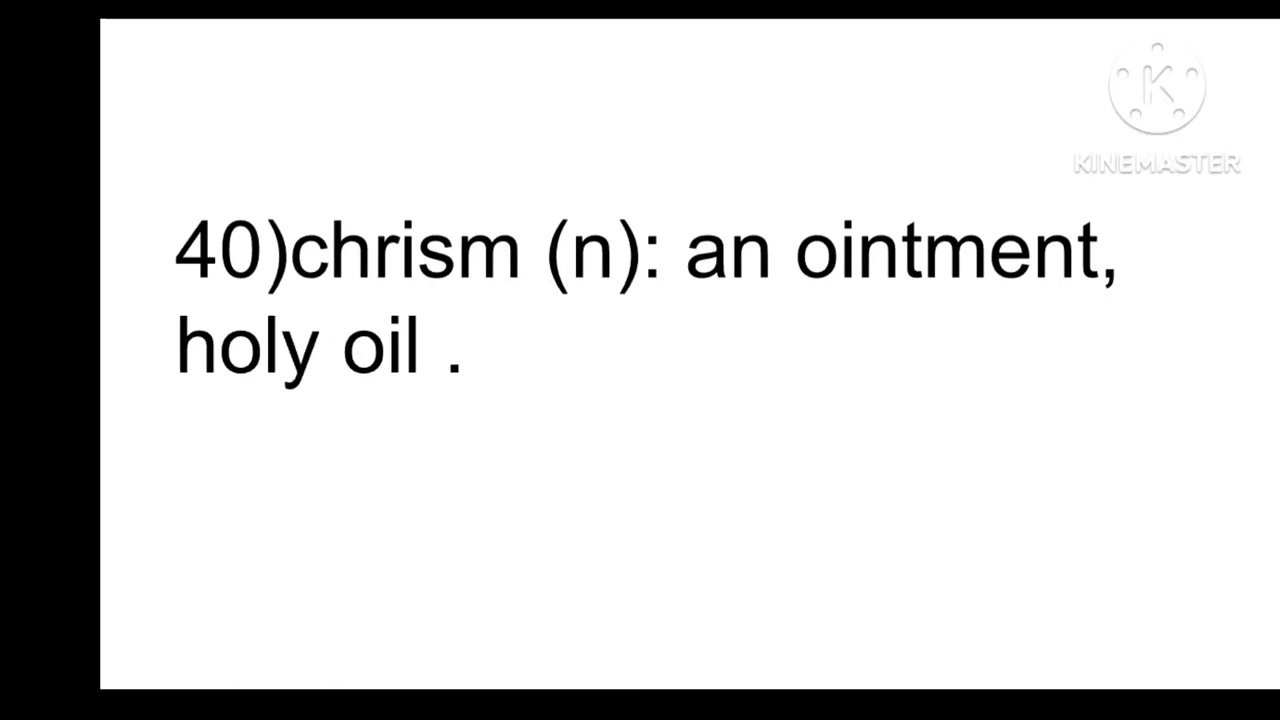 K
KINEMASTER
40)chrism (n): an ointment,
holy oil .